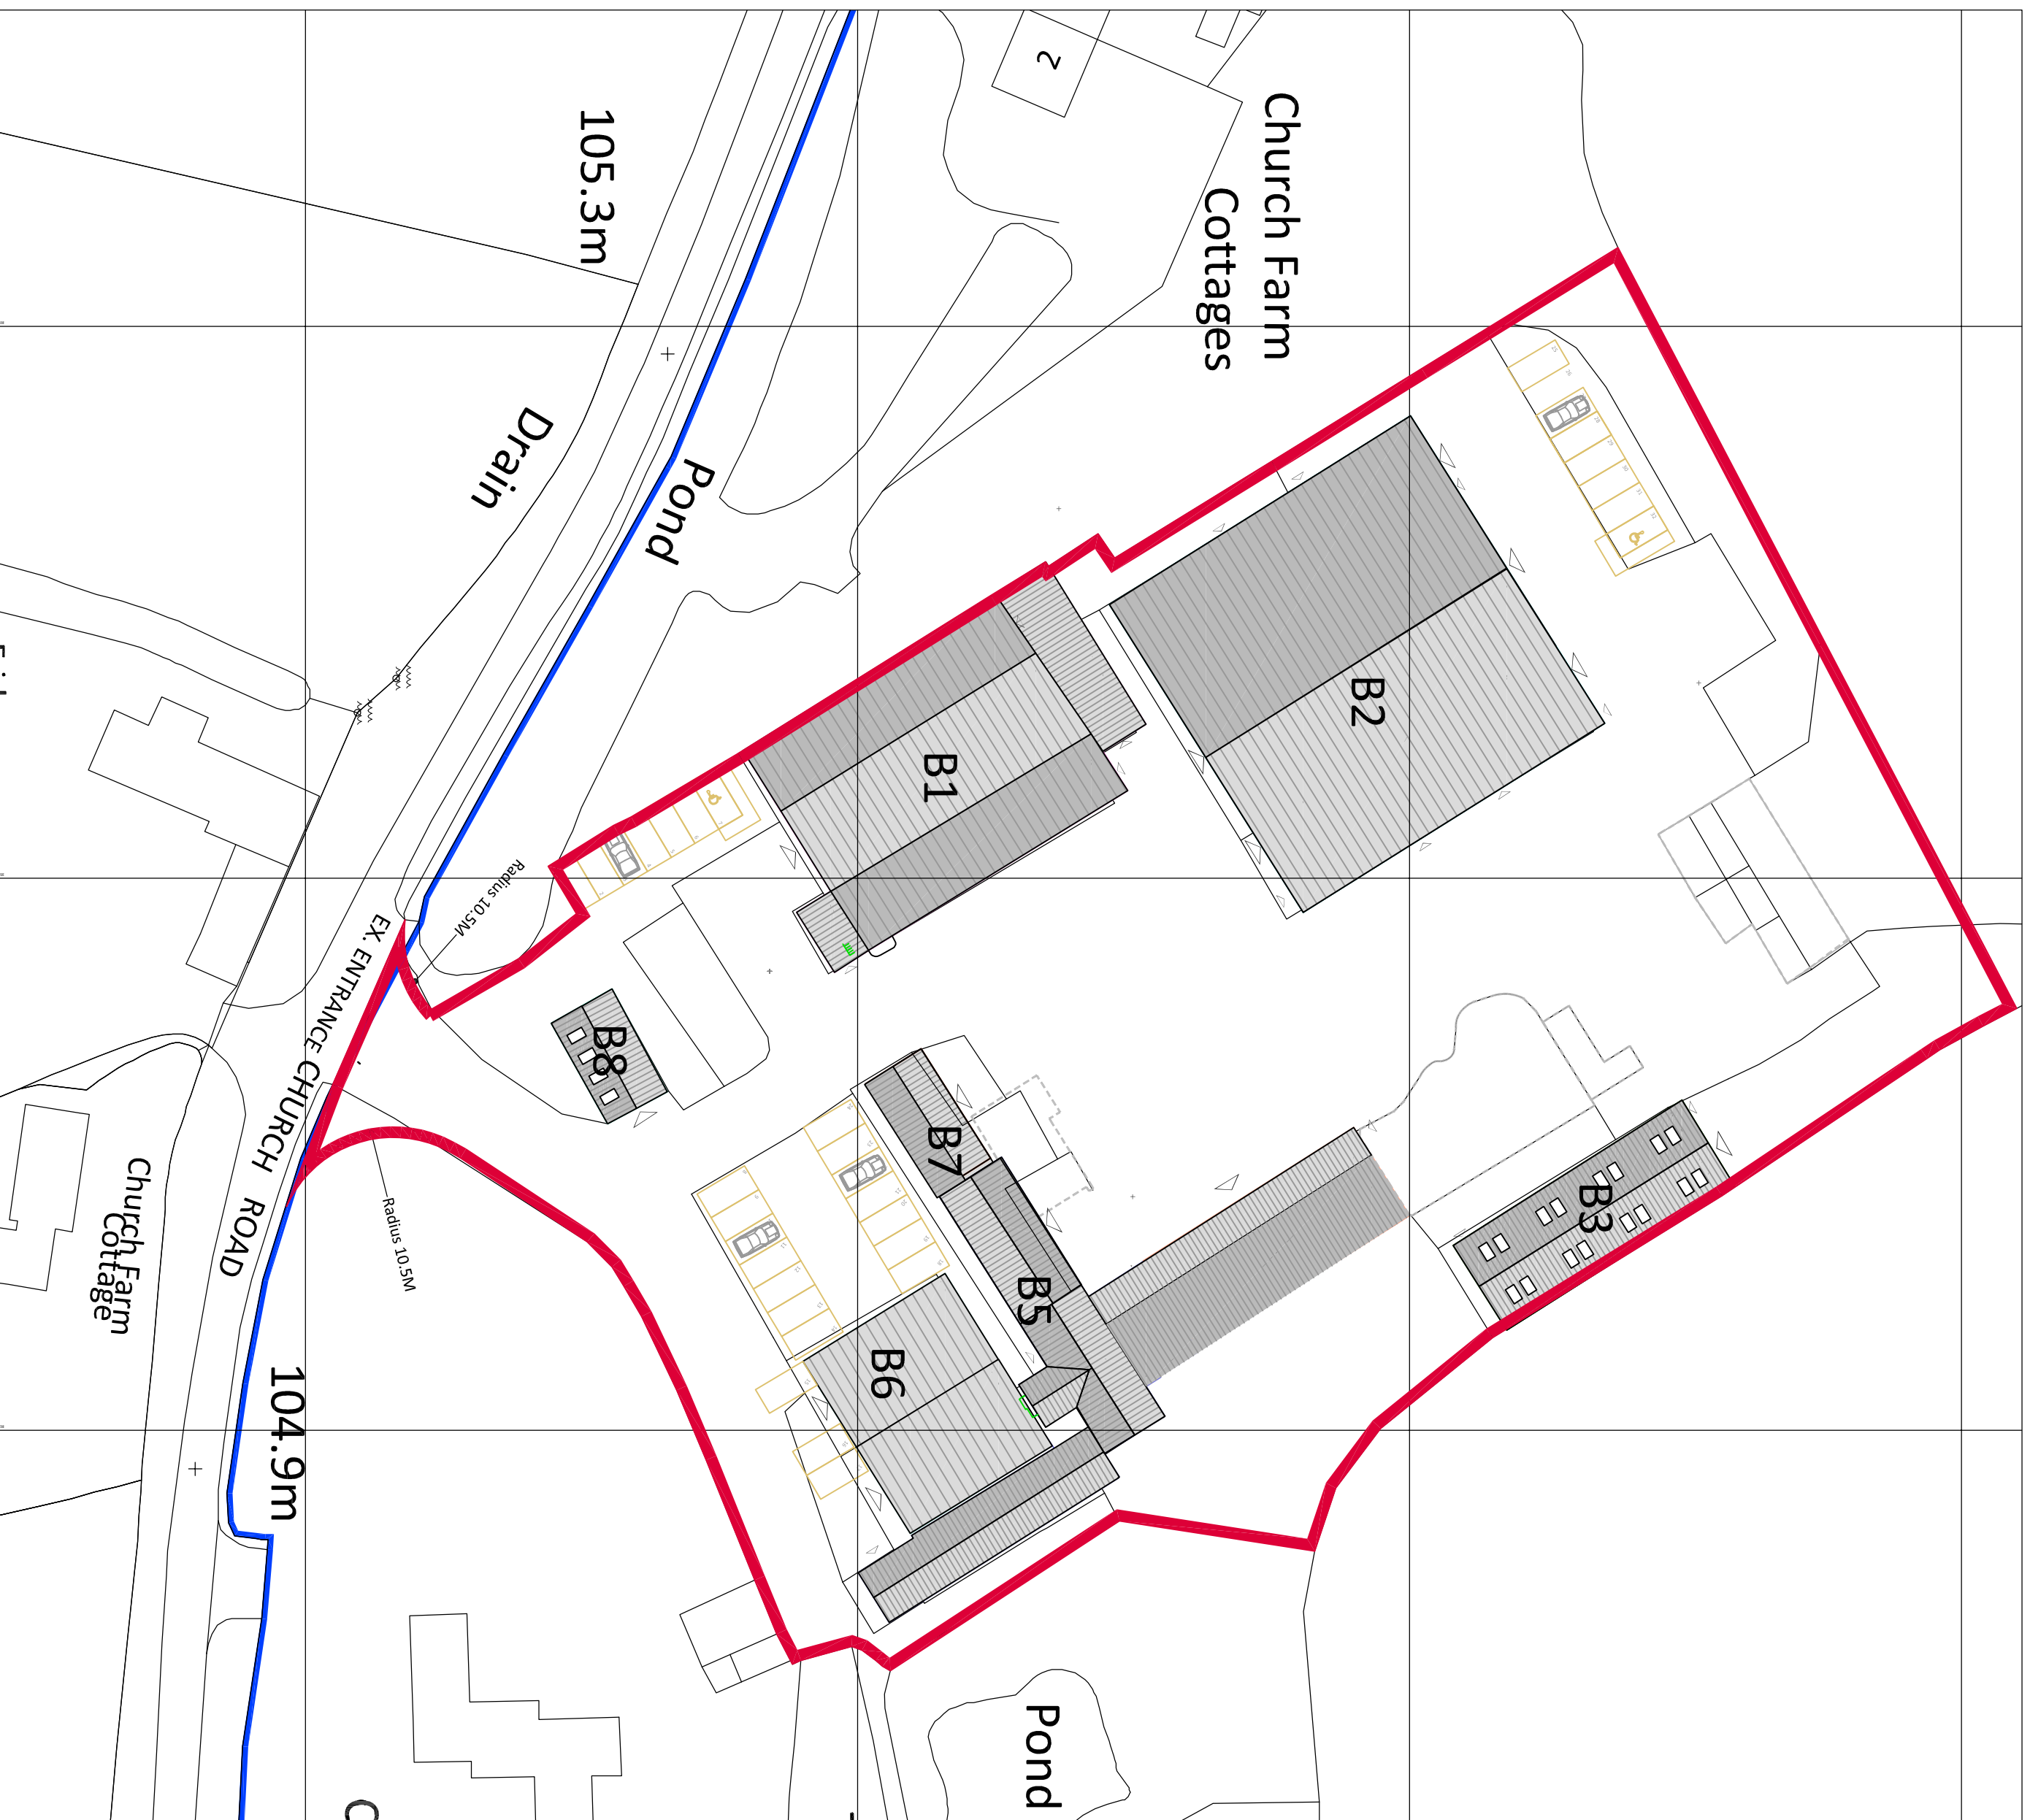 2
Church Farm
Cottages
105.3m
Drain
Pond
B2
B1
Radius 10.5M
EX. ENTRANCE CHURCH ROAD
B8
B7
B3
B5
B6
Radius 10.5M
Church Farm
Cottage
104.9m
Pond
C